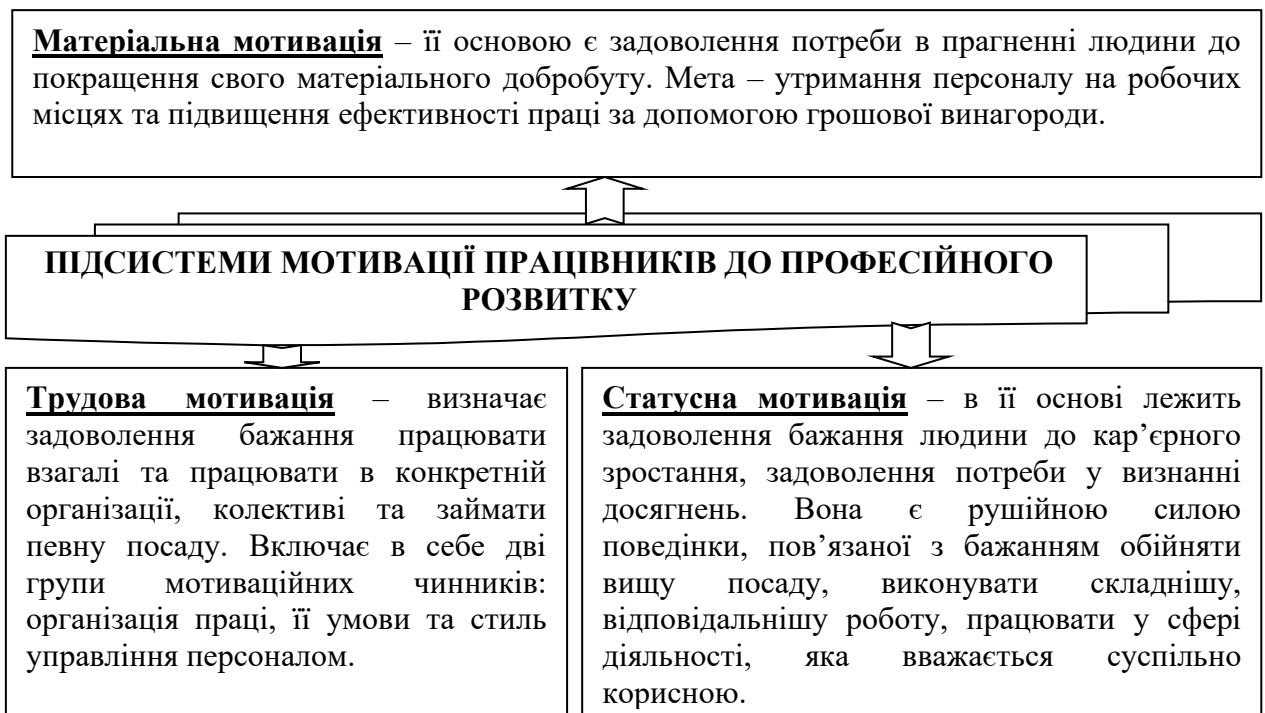 Матеріальна мотивація – її основою є задоволення потреби в прагненні людини до
покращення свого матеріального добробуту. Мета – утримання персоналу на робочих
місцях та підвищення ефективності праці за допомогою грошової винагороди.
ПІДСИСТЕМИ МОТИВАЦІЇ ПРАЦІВНИКІВ ДО ПРОФЕСІЙНОГО
РОЗВИТКУ
Трудова мотивація – визначає
задоволення бажання працювати
взагалі та працювати в конкретній
організації, колективі та займати
певну посаду. Включає в себе дві
групи мотиваційних чинників:
організація праці, її умови та стиль
управління персоналом.
Статусна мотивація – в її основі лежить
задоволення бажання людини до кар’єрного
зростання, задоволення потреби у визнанні
досягнень. Вона є рушійною силою
поведінки, пов’язаної з бажанням обійняти
вищу посаду, виконувати складнішу,
відповідальнішу роботу, працювати у сфері
діяльності, яка вважається суспільно
корисною.